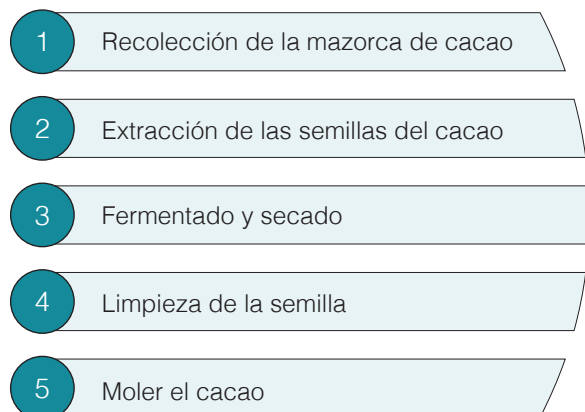 1 Recolección de la mazorca de cacao
2 Extracción de las semillas del cacao
3 Fermentado y secado
4 Limpieza de la semilla
5 Moler el cacao